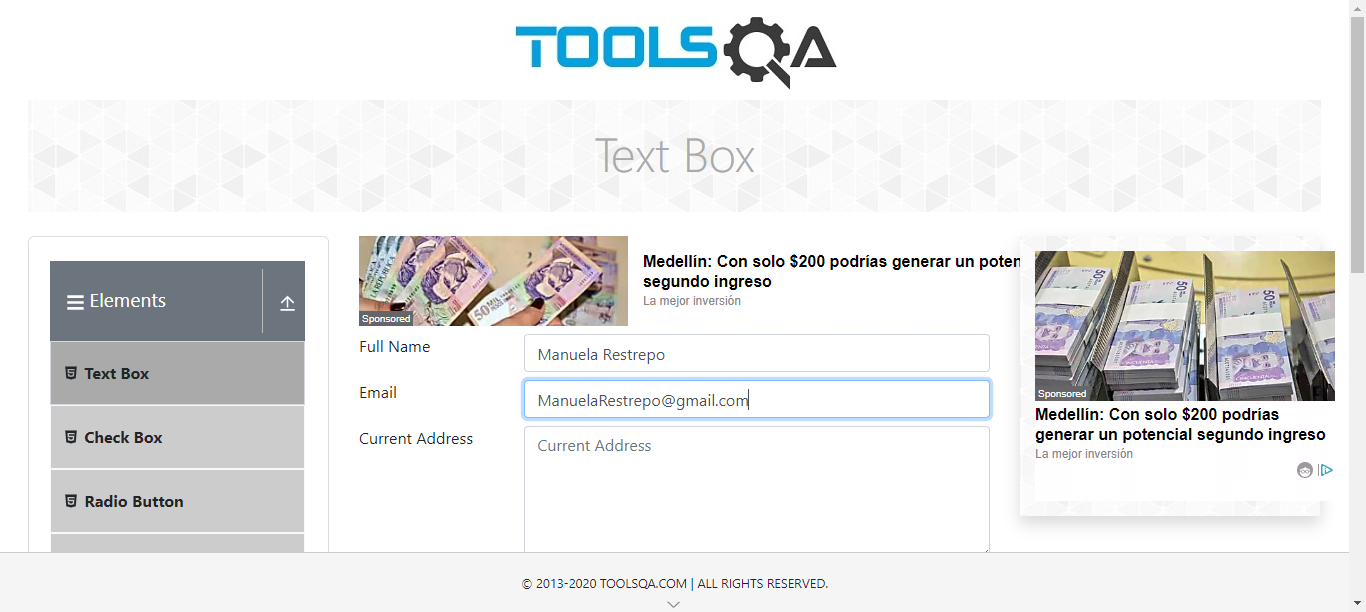 TOOLSQA
Text Box
Elements
Text Box
Check Box
Radio Button
Sponsored
Medellín: Con solo $200 podrías generar un poten
segundo ingreso
La mejor inversión
Full Name
Manuela Restrepo
Email
ManuelaRestrepo@gmail.com
Current Address
Current Address
Sponsored
Medellín: Con solo $200 podrías
generar un potencial segundo ingreso
La mejor inversión
© 2013-2020 TOOLSQA.COM | ALL RIGHTS RESERVED.